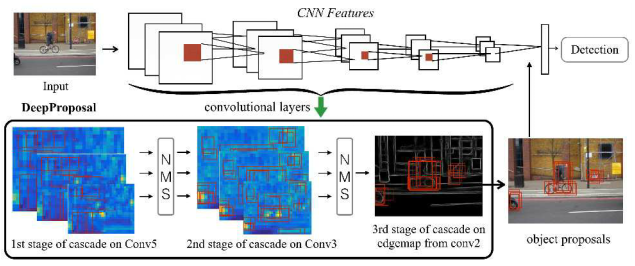 CNN Features
Input
Detection
DeepProposal
convolutional layers
N
M
S
N
M
S
1st stage of cascade on Conv5
2nd stage of cascade on Conv3
3rd stage of cascade on
edgemap from conv2
object proposals